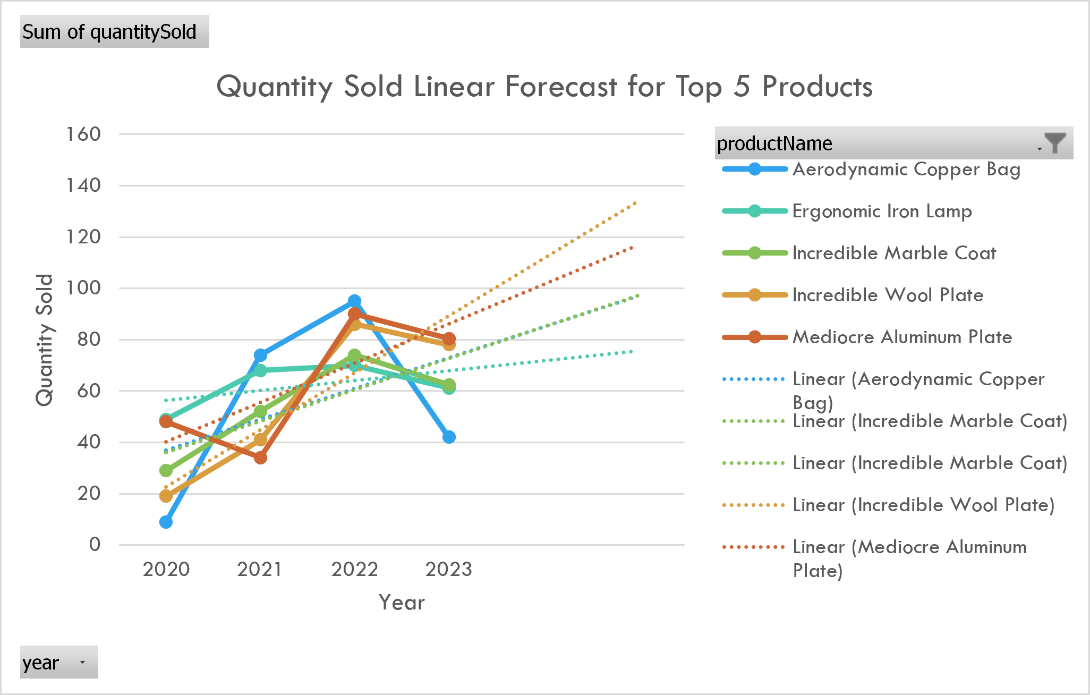 Sum of quantitySold
Quantity Sold Linear Forecast for Top 5 Products
160
140
120
100
80
60
40
20
0
Quantity Sold
2020 2021 2022 2023
Year
productName
Aerodynamic Copper Bag
Ergonomic Iron Lamp
Incredible Marble Coat
Incredible Wool Plate
Mediocre Aluminum Plate
Linear (Aerodynamic Copper
Bag)
Linear (Incredible Marble Coat)
Linear (Incredible Marble Coat)
Linear (Incredible Wool Plate)
Linear (Mediocre Aluminum
Plate)
year